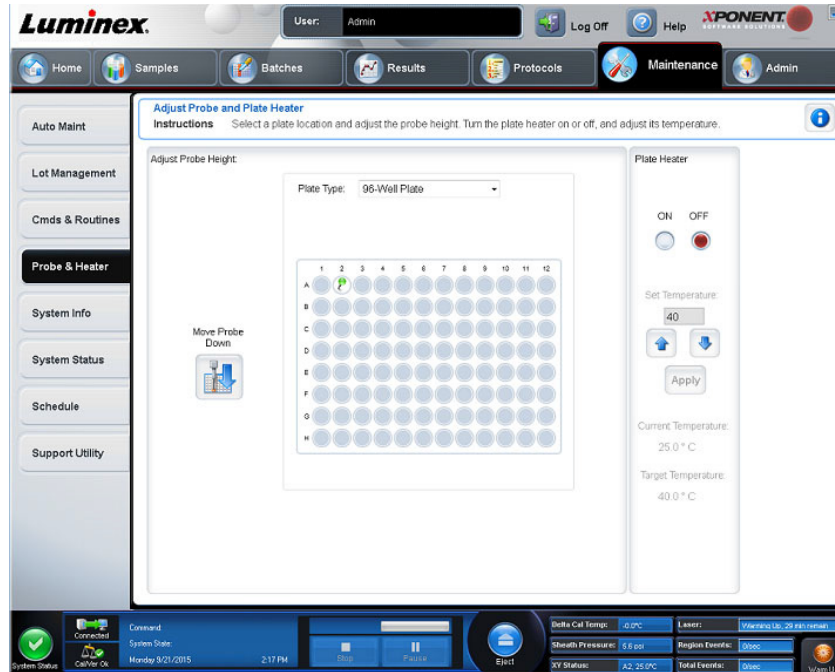 Luminex.
User: Admin
Log Off
Help
XPONENT.
SOFTWARE SOLUTIONS
Home
Samples
Batches
Results
Protocols
Maintenance
Admin
Auto Maint
Lot Management
Cmds & Routines
Probe & Heater
System Info
System Status
Schedule
Support Utility
Adjust Probe and Plate Heater
Instructions Select a plate location and adjust the probe height. Turn the plate heater on or off, and adjust its temperature.
Adjust Probe Height:
Plate Type: 96-Well Plate
1 2 3 4 5 6 7 8 9 10 11 12
A
B
C
D
E
F
G
H
Move Probe
Down
Plate Heater
ON OFF
Set Temperature:
40
Apply
Current Temperature:
25.0 ° C
Target Temperature:
40.0 ° C
System Status
Connected
Cal/Ver Ok
Command:
System State:
Monday 9/21/2015 2:17 PM
Stop
Pause
Eject
Delta Cal Temp: -0.0°C
Sheath Pressure: 5.6 psi
XY Status: A2, 25.0°C
Laser: Warming Up, 29 min remain
Region Events: 0/sec
Total Events: 0/sec